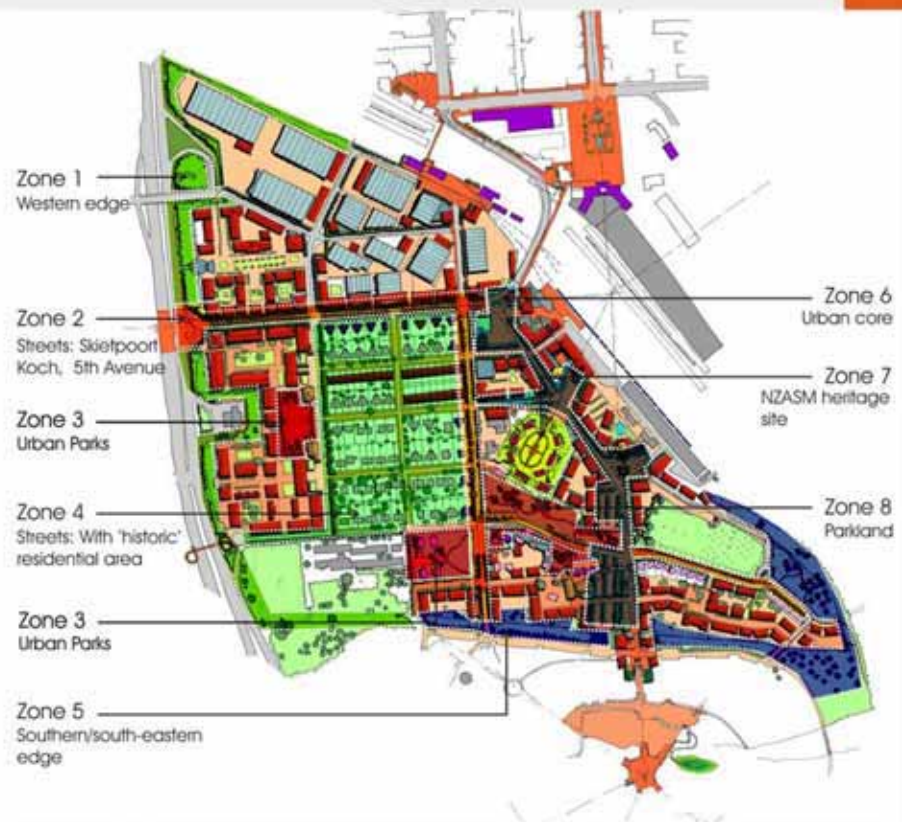 Zone 1
Western edge
Zone 2
Streets: Skietpoort
Koch, 5th Avenue
Zone 3
Urban Parks
Zone 4
Streets: With 'historic'
residential area
Zone 3
Urban Parks
Zone 5
Southern/south-eastern
edge
Zone 6
Urban core
Zone 7
NZASM heritage
site
Zone 8
Parkland